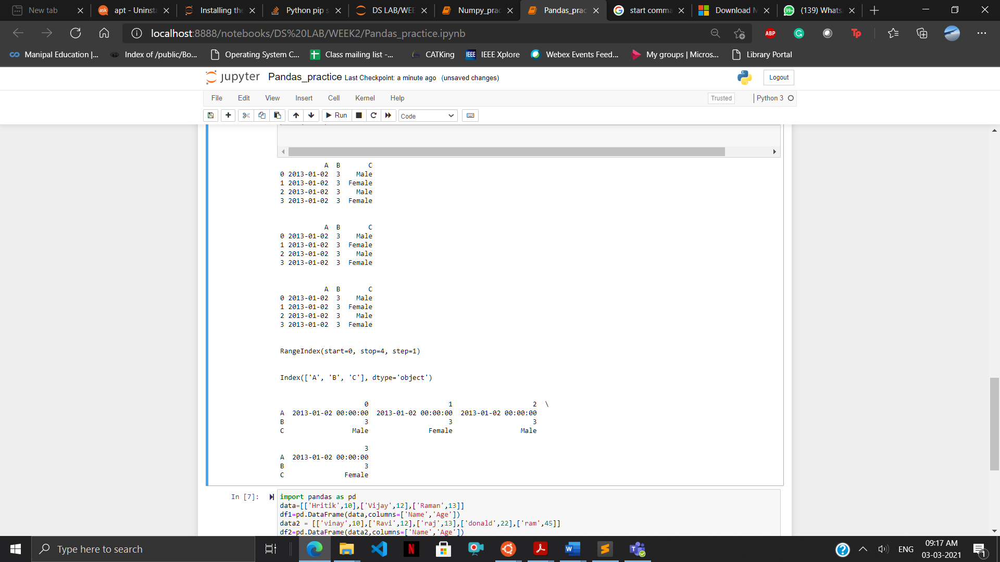 New tab
apt - Uninsta
Installing the
Python pip s
DS LAB/WEE
Numpy_prac
Pandas_prac
start comma
Download M
(139) Whats
localhost:8888/notebooks/DS%20LAB/WEEK2/Pandas_practice.ipynb
Manipal Education |...
Index of /public/Bo...
Operating System C...
Class mailing list -...
CATKing
IEEE Xplore
Webex Events Feed...
My groups | Micros...
Library Portal
jupyter Pandas_practice Last Checkpoint: a minute ago (unsaved changes)
Logout
File Edit View Insert Cell Kernel Help
Trusted
Python 3
Run
Code
A B C
0 2013-01-02 3 Male
1 2013-01-02 3 Female
2 2013-01-02 3 Male
3 2013-01-02 3 Female
A B C
0 2013-01-02 3 Male
1 2013-01-02 3 Female
2 2013-01-02 3 Male
3 2013-01-02 3 Female
A B C
0 2013-01-02 3 Male
1 2013-01-02 3 Female
2 2013-01-02 3 Male
3 2013-01-02 3 Female
RangeIndex(start=0, stop=4, step=1)
Index(['A', 'B', 'C'], dtype='object')
0 1 2 \
A 2013-01-02 00:00:00 2013-01-02 00:00:00 2013-01-02 00:00:00
B 3 3 3
C Male Female Male
3
A 2013-01-02 00:00:00
B 3
C Female
In [7]:
import pandas as pd
data=[['Hritik',10],['Vijay',12],['Raman',13]]
df1=pd.DataFrame(data,columns=['Name','Age'])
data2 = [['vinay',10],['Ravi',12],['raj',13],['donald',22],['ram',45]]
df2=pd.DataFrame(data2,columns=['Name','Age'])
Type here to search
ENG
09:17 AM
03-03-2021
1